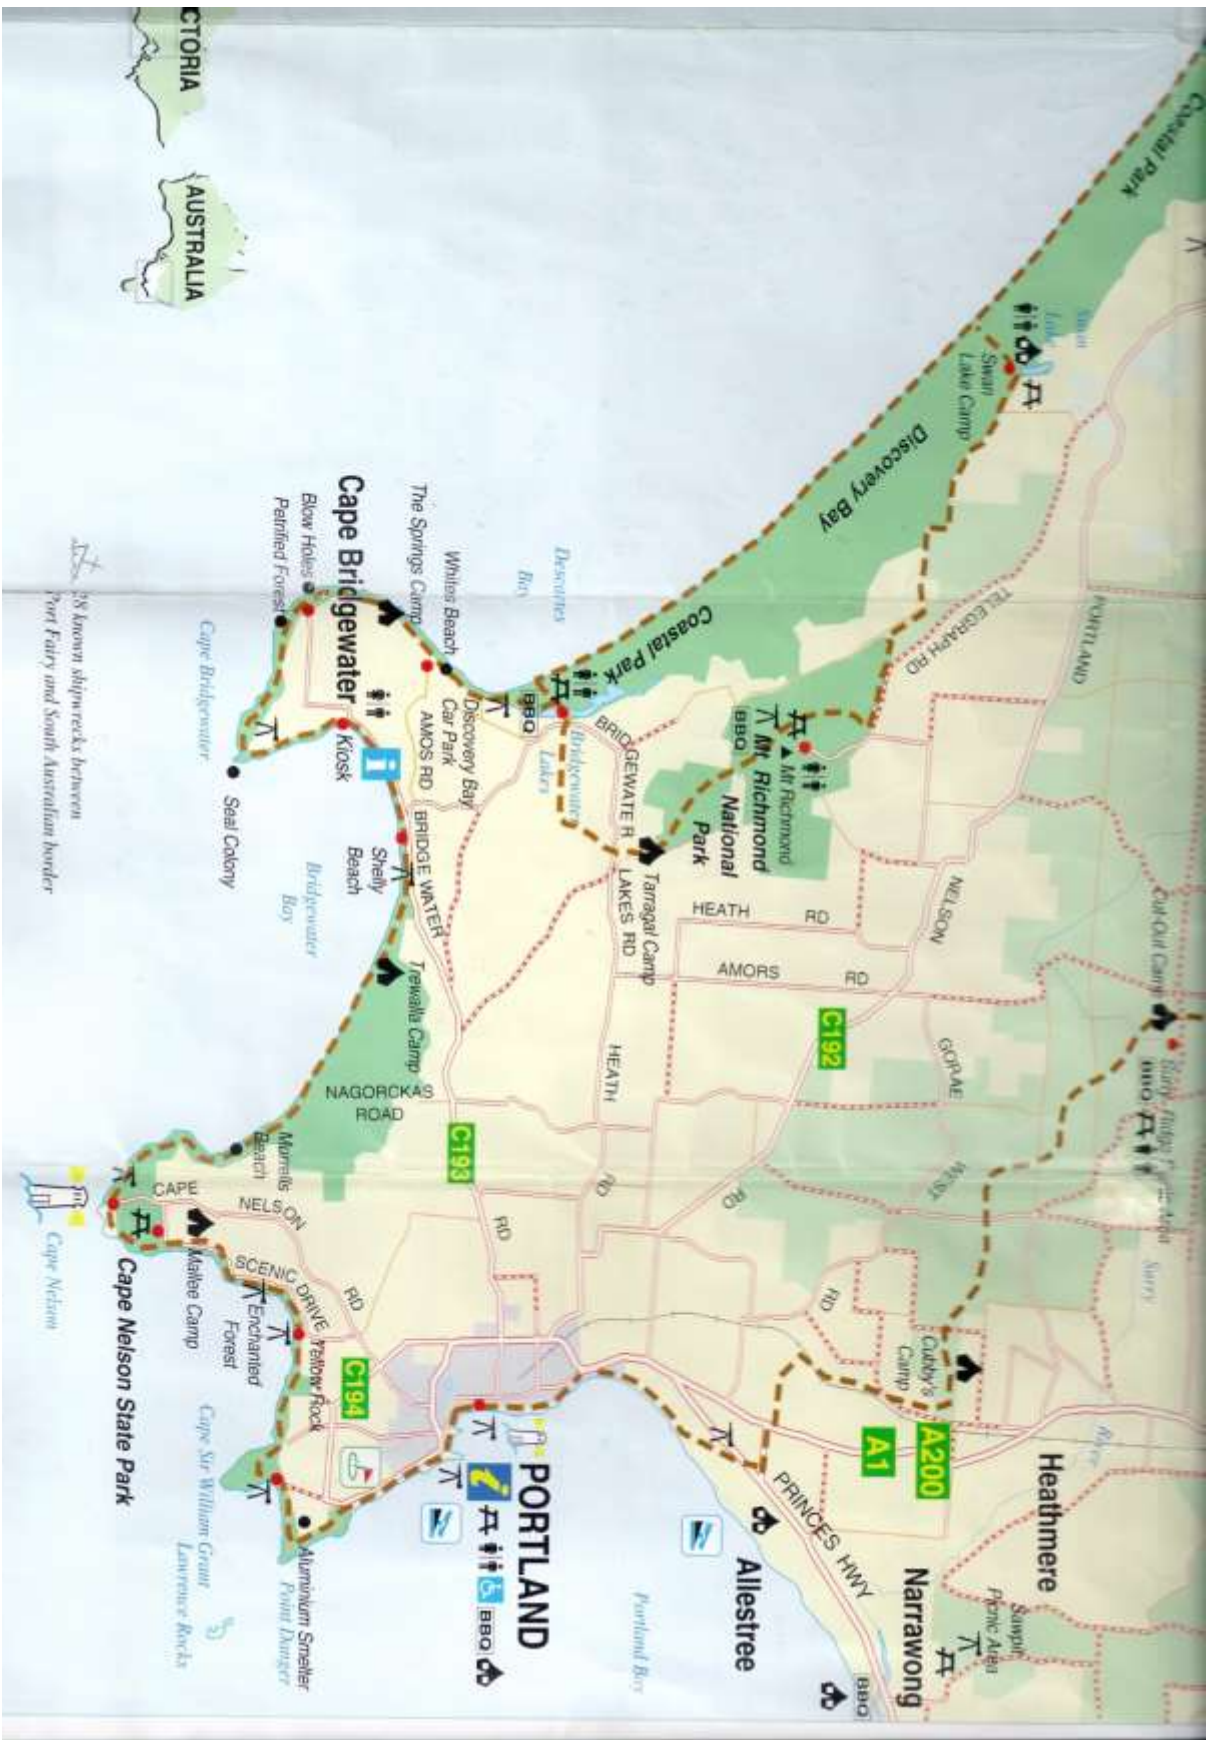 VICTORIA
AUSTRALIA
Coastal Park
Swan
Lake
Swan
Lake Camp
Discovery Bay
Coastal Park
PORTLAND
TELEGRAPH RD
Descartes
Bay
The Springs Camp
Whites Beach
Discovery Bay
Car Park
Cape Bridgewater
Blow Holes
Petrified Forest
Cape Bridgewater
Kiosk
i
AMOS RD
BBQ
Bridgewater
Lakes
BRIDGEWATER
LAKES RD
BBQ
Mt Richmond
Mt Richmond
National
Park
Tarragal Camp
Seal Colony
Shelly
Beach
BRIDGE WATER
Bridgewater
Bay
Trewalla Camp
HEATH RD
AMORS RD
NELSON
C192
GORAE
WEST
RD
Cut-Out Camp
BBQ
Surry
River
28 known shipwrecks between
Port Fairy and South Australian border
NAGORCKAS
ROAD
C193
RD
HEATH
RD
RD
Murrells
Beach
CAPE
NELSON
RD
SCENIC DRIVE
Mallee Camp
Enchanted
Forest
Yellow Rock
Cape Nelson
Cape Nelson State Park
C194
Cubby's
Camp
A200
A1
Heathmere
PORTLAND
i
BBQ
Cape Sir William Grant
Lawrence Rocks
Point Danger
Aluminium Smelter
Portland Bay
Allestree
PRINCES HWY
Narrawong
Sawpit
Picnic Area
BBQ